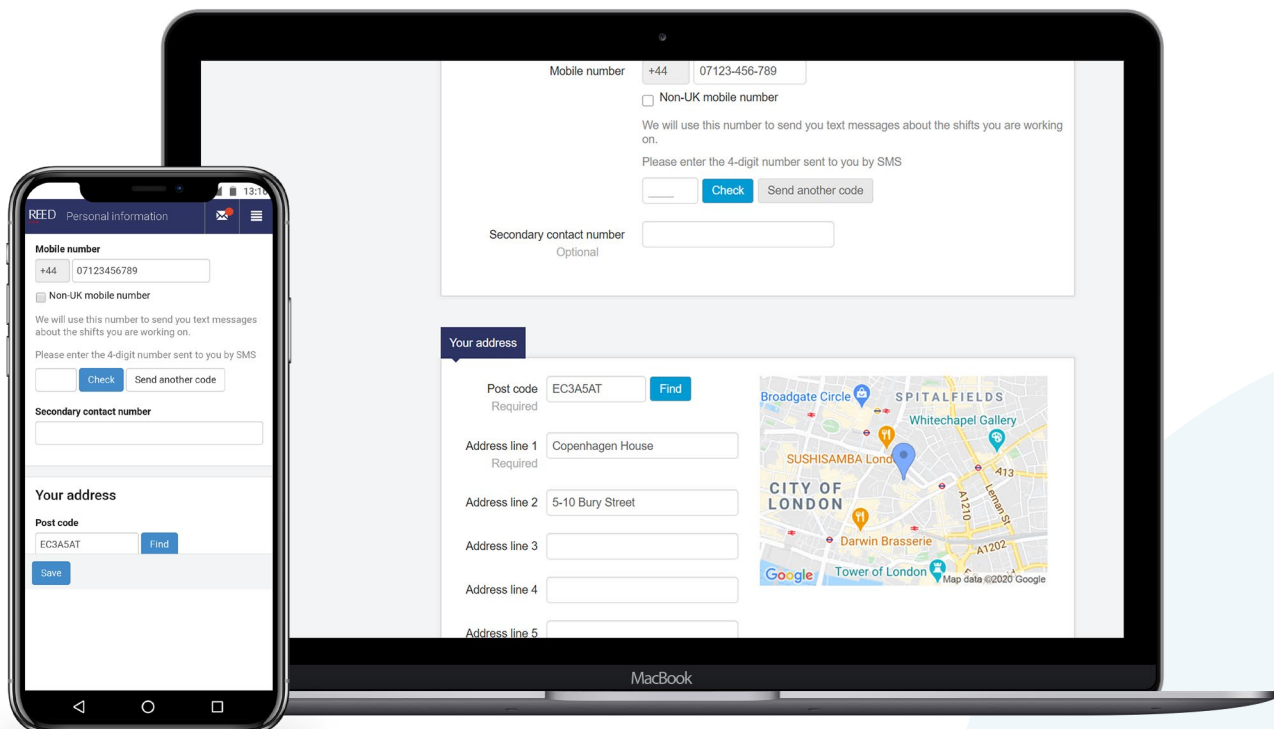 Mobile number +44 07123-456-789
Non-UK mobile number
We will use this number to send you text messages about the shifts you are working
on.
Please enter the 4-digit number sent to you by SMS
Check Send another code
Secondary contact number
Optional
Your address
Post code EC3A5AT Find
Required
Address line 1 Copenhagen House
Required
Address line 2 5-10 Bury Street
Address line 3
Address line 4
Address line 5
Broadgate Circle
SPITALFIELDS
Whitechapel Gallery
SUSHISAMBA Lond
A13
CITY OF
LONDON
A1210
Leman St
Darwin Brasserie
A1202
Tower of London
Google
Map data ©2020 Google
MacBook
13:16
REED Personal information
Mobile number
+44 07123456789
Non-UK mobile number
We will use this number to send you text messages
about the shifts you are working on.
Please enter the 4-digit number sent to you by SMS
Check Send another code
Secondary contact number
Your address
Post code
EC3A5AT Find
Save